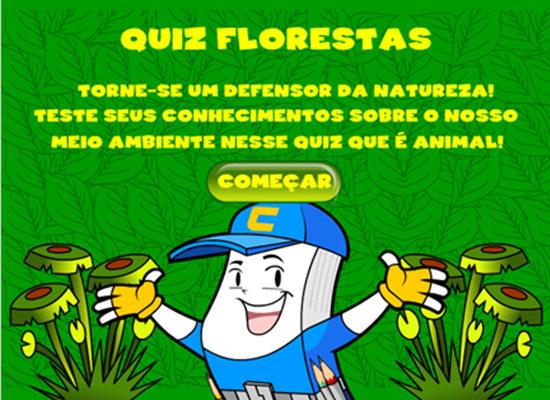 QUIZ FLORESTAS
TORNE-SE UM DEFENSOR DA NATUREZA!
TESTE SEUS CONHECIMENTOS SOBRE O NOSSO
MEIO AMBIENTE NESSE QUIZ QUE É ANIMAL!
COMEÇAR
C